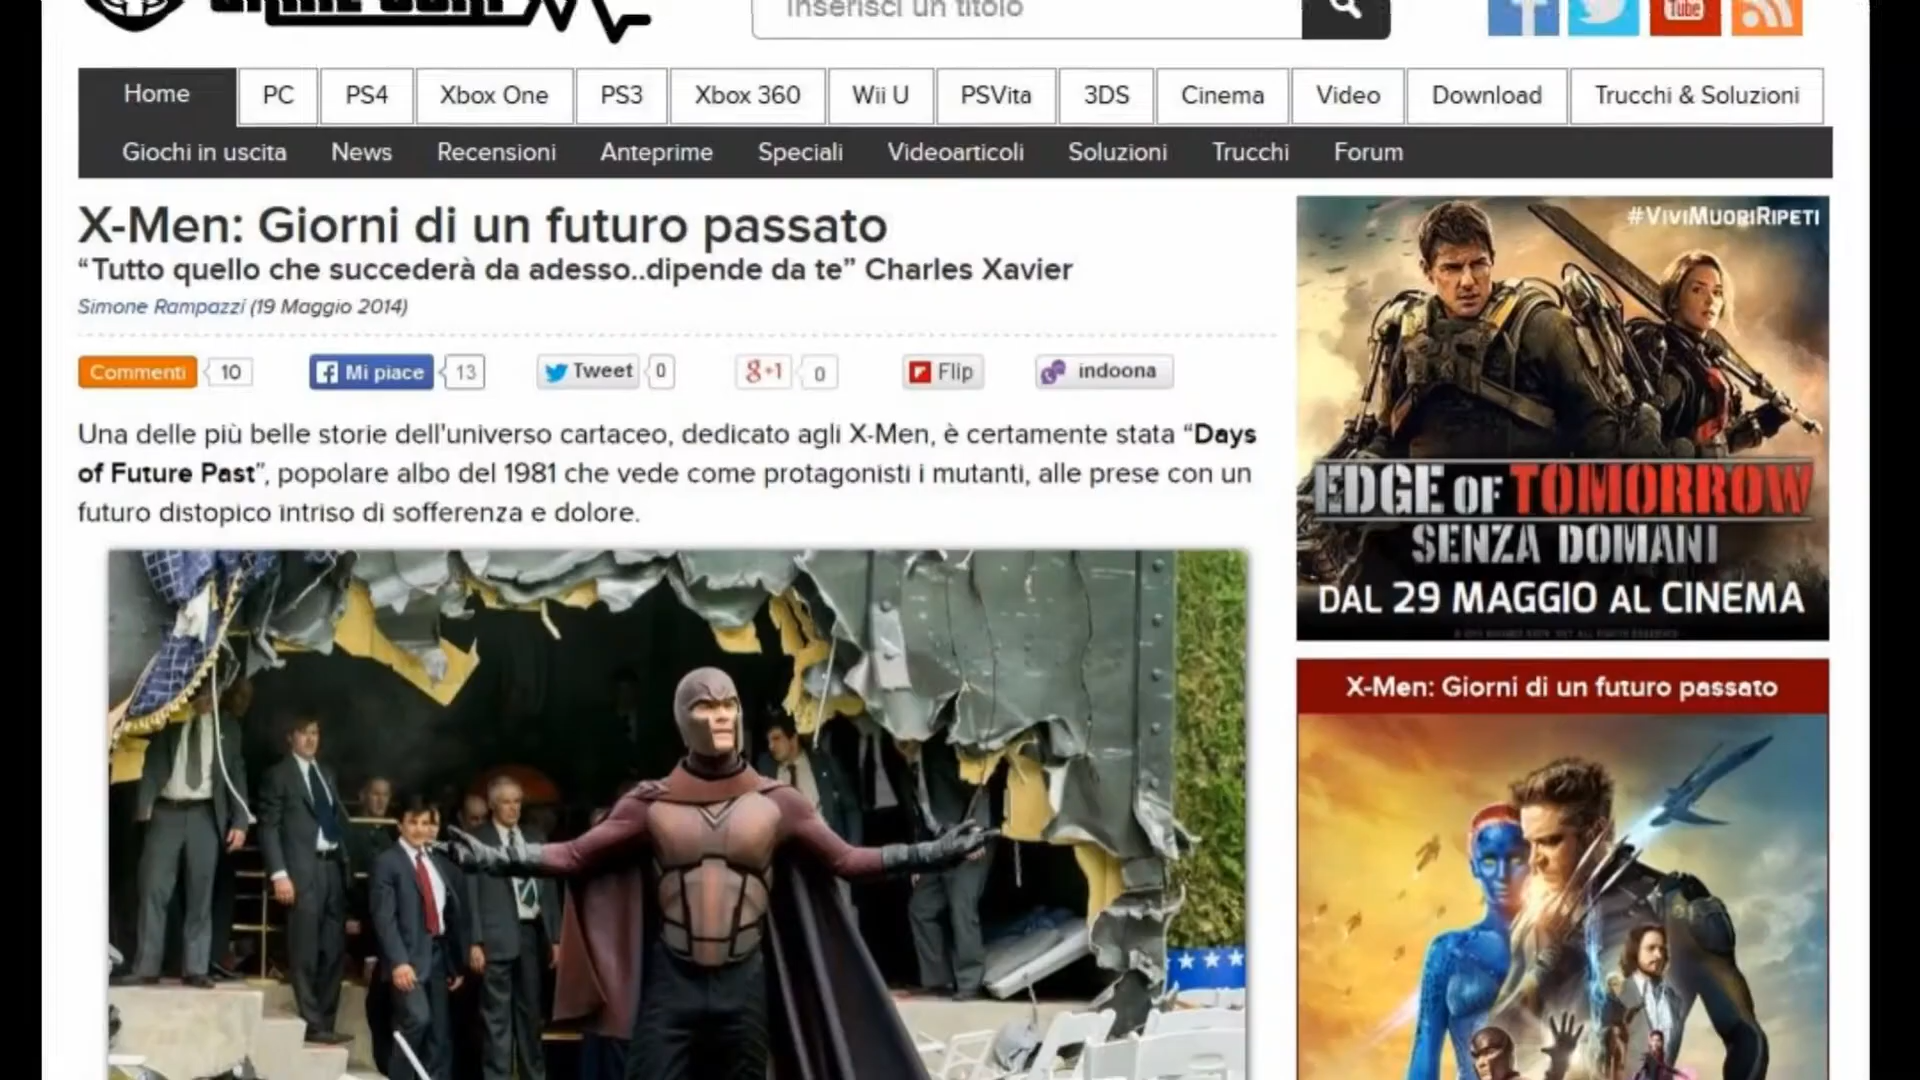 Inserisci un titolo
Tube
Home PC PS4 Xbox One PS3 Xbox 360 Wii U PSVita 3DS Cinema Video Download Trucchi & Soluzioni
Giochi in uscita News Recensioni Anteprime Speciali Videoarticoli Soluzioni Trucchi Forum
X-Men: Giorni di un futuro passato
“Tutto quello che succederà da adesso..dipende da te” Charles Xavier
Simone Rampazzi (19 Maggio 2014)
Commenti 10 Mi piace 13 Tweet 0 g+1 0 Flip indoona
Una delle più belle storie dell'universo cartaceo, dedicato agli X-Men, è certamente stata “Days
of Future Past”, popolare albo del 1981 che vede come protagonisti i mutanti, alle prese con un
futuro distopico intriso di sofferenza e dolore.
#VIVIMUORIRIPETI
EDGE OF TOMORROW
SENZA DOMANI
DAL 29 MAGGIO AL CINEMA
X-Men: Giorni di un futuro passato